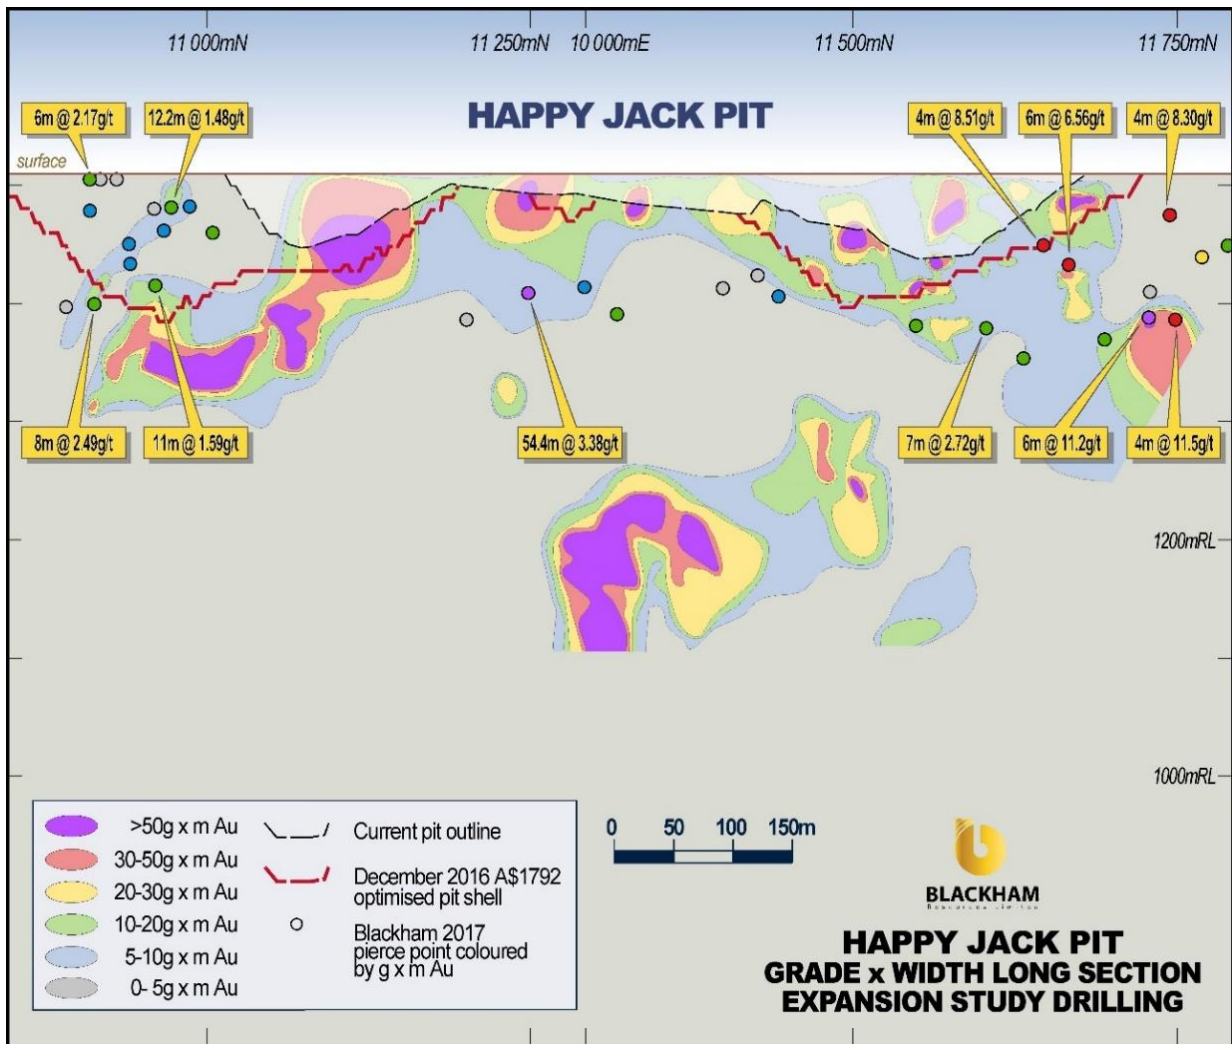 11 000mN
11 250mN
10 000mE
11 500mN
11 750mN
HAPPY JACK PIT
6m @ 2.17g/t
12.2m @ 1.48g/t
4m @ 8.51g/t
6m @ 6.56g/t
4m @ 8.30g/t
surface
8m @ 2.49g/t
11m @ 1.59g/t
54.4m @ 3.38g/t
7m @ 2.72g/t
6m @ 11.2g/t
4m @ 11.5g/t
1200mRL
1000mRL
>50g x m Au
30-50g x m Au
20-30g x m Au
10-20g x m Au
5-10g x m Au
0- 5g x m Au
Current pit outline
December 2016 A$1792
optimised pit shell
Blackham 2017
pierce point coloured
by g x m Au
0 50 100 150m
BLACKHAM
Resources Limited
HAPPY JACK PIT
GRADE x WIDTH LONG SECTION
EXPANSION STUDY DRILLING